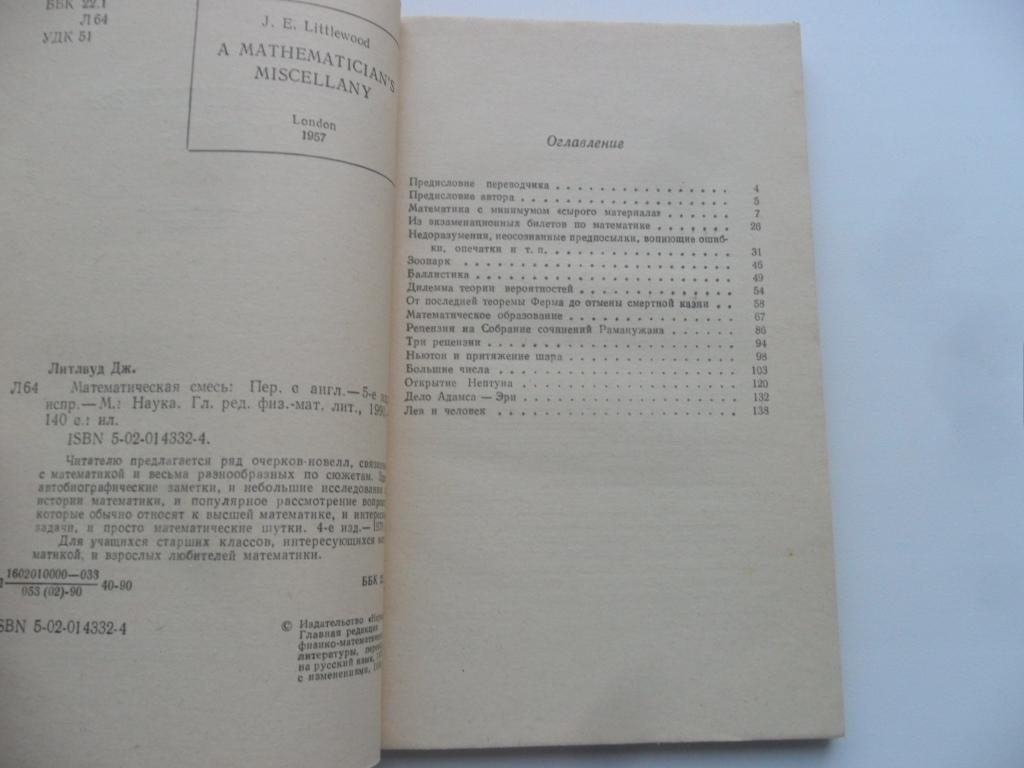 ББК 22.1
Л 64
УДК 51
J. E. Littlewood
A MATHEMATICIAN'S
MISCELLANY
London
1957
Литлвуд Дж.
Л64 Математическая смесь: Пер. с англ.—5-е изд.
испр.—М.: Наука. Гл. ред. физ.-мат. лит., 1990.
140 с.: ил.
ISBN 5-02-014332-4.
Читателю предлагается ряд очерков-новелл,
с математикой и весьма разнообразных по сюжетам.
автобиографические заметки, и небольшие исследования
истории математики, и популярное рассмотрение
которые обычно относят к высшей математике, и
задачи, и просто математические шутки. 4-е изд.—
Для учащихся старших классов, интересующихся
матикой, и взрослых любителей математики.
1602010000—033
053 (02)-90
40-90
ББК
ISBN 5-02-014332-4
© Издательство
Главная редакция
литературы,
на русский язык,
с изменениями,
Оглавление
Предисловие переводчика . . . . . . . . . . . . . . . . 4
Предисловие автора . . . . . . . . . . . . . . . . . . . 5
Математика с минимумом «сырого материала» . . . . . . 7
Из экзаменационных билетов по математике . . . . . . . 26
Недоразумения, неосознанные предпосылки, вопиющие ошиб-
ки, опечатки и т. п. . . . . . . . . . . . . . . . . . . 31
Зоопарк . . . . . . . . . . . . . . . . . . . . . . . . 46
Баллистика . . . . . . . . . . . . . . . . . . . . . . . 49
Дилемма теории вероятностей . . . . . . . . . . . . . . 54
От последней теоремы Ферма до отмены смертной казни . . 58
Математическое образование . . . . . . . . . . . . . . . 67
Рецензия на Собрание сочинений Раманужана . . . . . . . 86
Три рецензии . . . . . . . . . . . . . . . . . . . . . . 94
Ньютон и притяжение шара . . . . . . . . . . . . . . . . 98
Большие числа . . . . . . . . . . . . . . . . . . . . . 103
Открытие Нептуна . . . . . . . . . . . . . . . . . . . . 120
Дело Адамса — Эри . . . . . . . . . . . . . . . . . . . 132
Лев и человек . . . . . . . . . . . . . . . . . . . . . 138